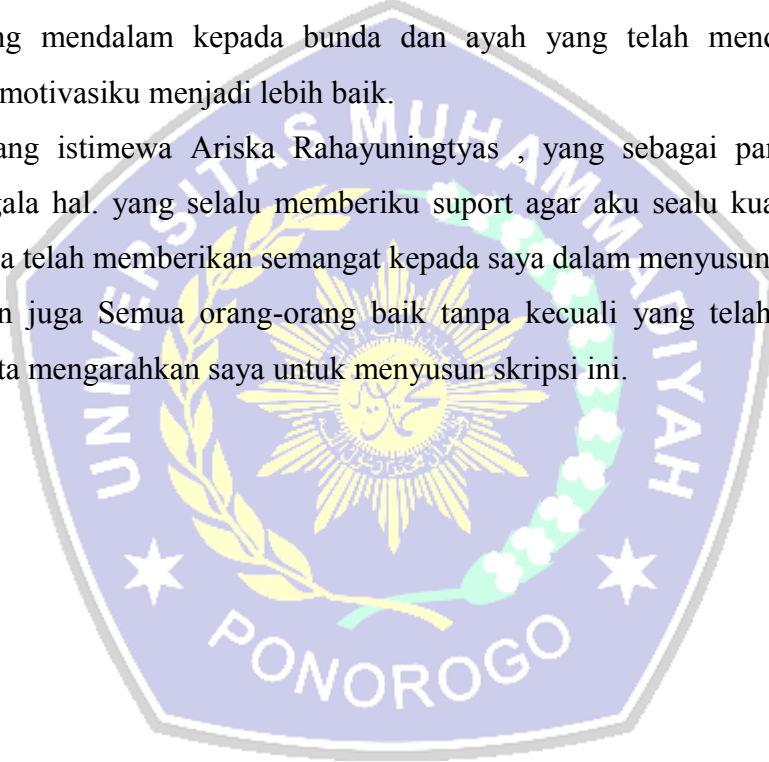 ng mendalam kepada bunda dan ayah yang telah mend
motivasiku menjadi lebih baik.
ang istimewa Ariska Rahayuningtyas , yang sebagai par
gala hal. yang selalu memberiku suport agar aku sealu kua
a telah memberikan semangat kepada saya dalam menyusun
n juga Semua orang-orang baik tanpa kecuali yang telah
ta mengarahkan saya untuk menyusun skripsi ini.
UNIVERSITAS MUHAMMADIYAH
PONOROGO